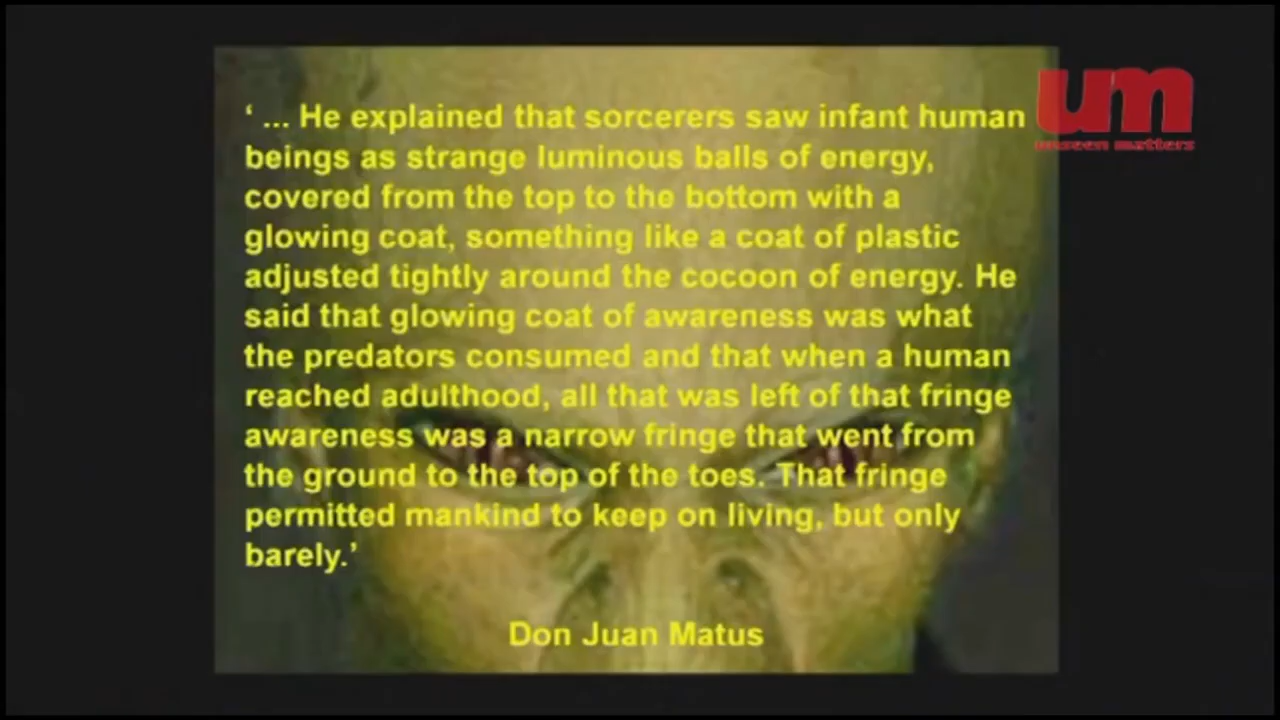 ‘ ... He explained that sorcerers saw infant human
beings as strange luminous balls of energy,
covered from the top to the bottom with a
glowing coat, something like a coat of plastic
adjusted tightly around the cocoon of energy. He
said that glowing coat of awareness was what
the predators consumed and that when a human
reached adulthood, all that was left of that fringe
awareness was a narrow fringe that went from
the ground to the top of the toes. That fringe
permitted mankind to keep on living, but only
barely.’
Don Juan Matus
um
unseen matters